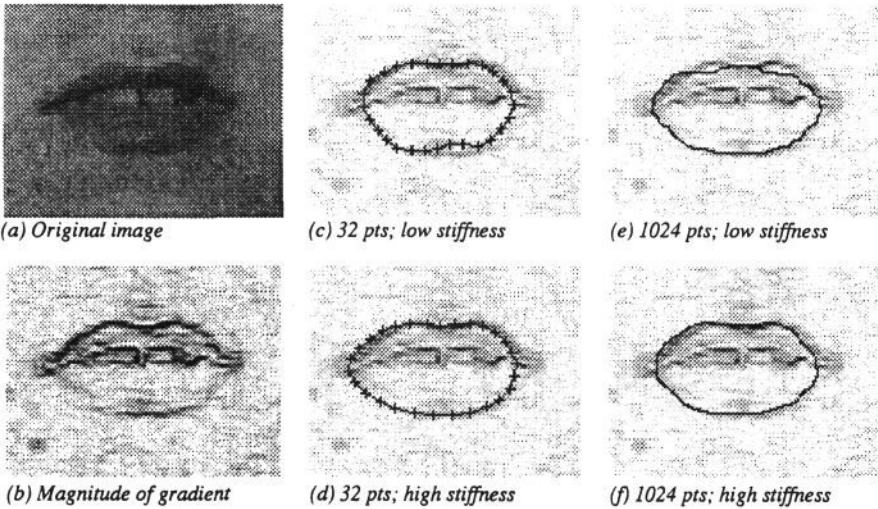 (a) Original image
(c) 32 pts; low stiffness
(e) 1024 pts; low stiffness
(b) Magnitude of gradient
(d) 32 pts; high stiffness
(f) 1024 pts; high stiffness